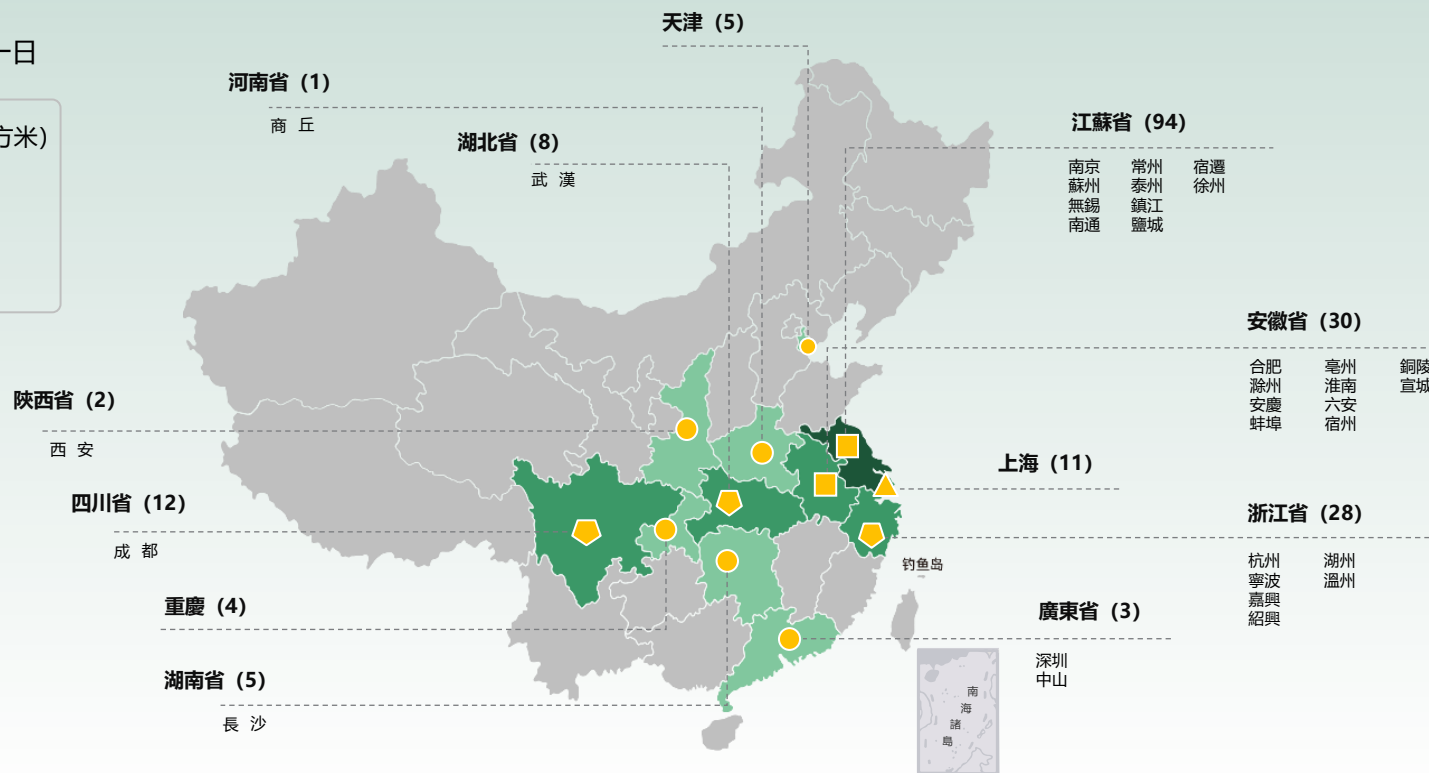 一日
方米)
天津 (5)
河南省 (1)
商 丘
湖北省 (8)
武 漢
江蘇省 (94)
南京 常州 宿遷
蘇州 泰州 徐州
無錫 鎮江
南通 鹽城
安徽省 (30)
合肥 亳州 銅陵
滁州 淮南 宣城
安慶 六安
蚌埠 宿州
陝西省 (2)
西 安
上海 (11)
四川省 (12)
成 都
浙江省 (28)
杭州 湖州
寧波 溫州
嘉興
紹興
钓鱼岛
重慶 (4)
廣東省 (3)
深圳
中山
湖南省 (5)
長 沙
南
海
諸
島